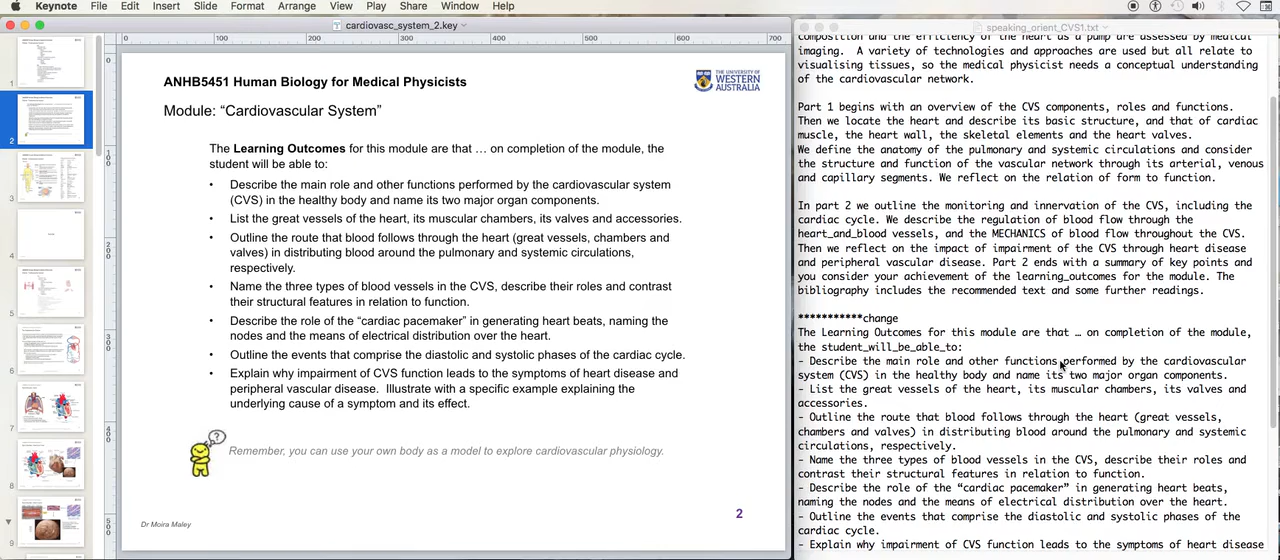 Keynote File Edit Insert Slide Format Arrange View Play Share Window Help
cardiovasc_system_2.key
speaking_orient_CVS1.txt
0 100 200 300 400 500 600 700
1
2
3
4
5
6
7
8
9
ANHB5451 Human Biology for Medical Physicists
THE UNIVERSITY OF
WESTERN
AUSTRALIA
Module “Cardiovascular System”
The Learning Outcomes for this module are that … on completion of the module, the
student will be able to:
Describe the main role and other functions performed by the cardiovascular system
(CVS) in the healthy body and name its two major organ components.
• List the great vessels of the heart, its muscular chambers, its valves and accessories.
• Outline the route that blood follows through the heart (great vessels, chambers and
valves) in distributing blood around the pulmonary and systemic circulations,
respectively.
• Name the three types of blood vessels in the CVS, describe their roles and contrast
their structural features in relation to function.
• Describe the role of the “cardiac pacemaker” in generating heart beats, naming the
nodes and the means of electrical distribution over the heart.
Outline the events that comprise the diastolic and systolic phases of the cardiac cycle.
• Explain why impairment of CVS function leads to the symptoms of heart disease and
peripheral vascular disease. Illustrate with a specific example explaining the
underlying cause of a symptom and its effect.
?
Remember, you can use your own body as a model to explore cardiovascular physiology.
Dr Moira Maley
2
composition and the efficiency of the heart as a pump are assessed by medical
imaging. A variety of technologies and approaches are used but all relate to
visualising tissues, so the medical physicist needs a conceptual understanding
of the cardiovascular network.
Part 1 begins with an overview of the CVS components, roles and functions.
Then we locate the heart and describe its basic structure, and that of cardiac
muscle, the heart wall, the skeletal elements and the heart valves.
We define the anatomy of the pulmonary and systemic circulations and consider
the structure and function of the vascular network through its arterial, venous
and capillary segments. We reflect on the relation of form to function.
In part 2 we outline the monitoring and innervation of the CVS, including the
cardiac cycle. We describe the regulation of blood flow through the
heart_and_blood vessels, and the MECHANICS of blood flow throughout the CVS.
Then we reflect on the impact of impairment of the CVS through heart disease
and peripheral vascular disease. Part 2 ends with a summary of key points and
you consider your achievement of the learning_outcomes for the module. The
bibliography includes the recommended text and some further readings.
**********change
The Learning Outcomes for this module are that … on completion of the module,
the student_will_be_able_to:
- Describe the main role and other functions performed by the cardiovascular
system (CVS) in the healthy body and name its two major organ components.
- List the great vessels of the heart, its muscular chambers, its valves and
accessories.
- Outline the route that blood follows through the heart (great vessels,
chambers and valves) in distributing blood around the pulmonary and systemic
circulations, respectively.
- Name the three types of blood vessels in the CVS, describe their roles and
contrast their structural features in relation to function.
- Describe the role of the “cardiac pacemaker” in generating heart beats,
naming the nodes and the means of electrical distribution over the heart.
- Outline the events that comprise the diastolic and systolic phases of the
cardiac cycle.
- Explain why impairment of CVS function leads to the symptoms of heart disease